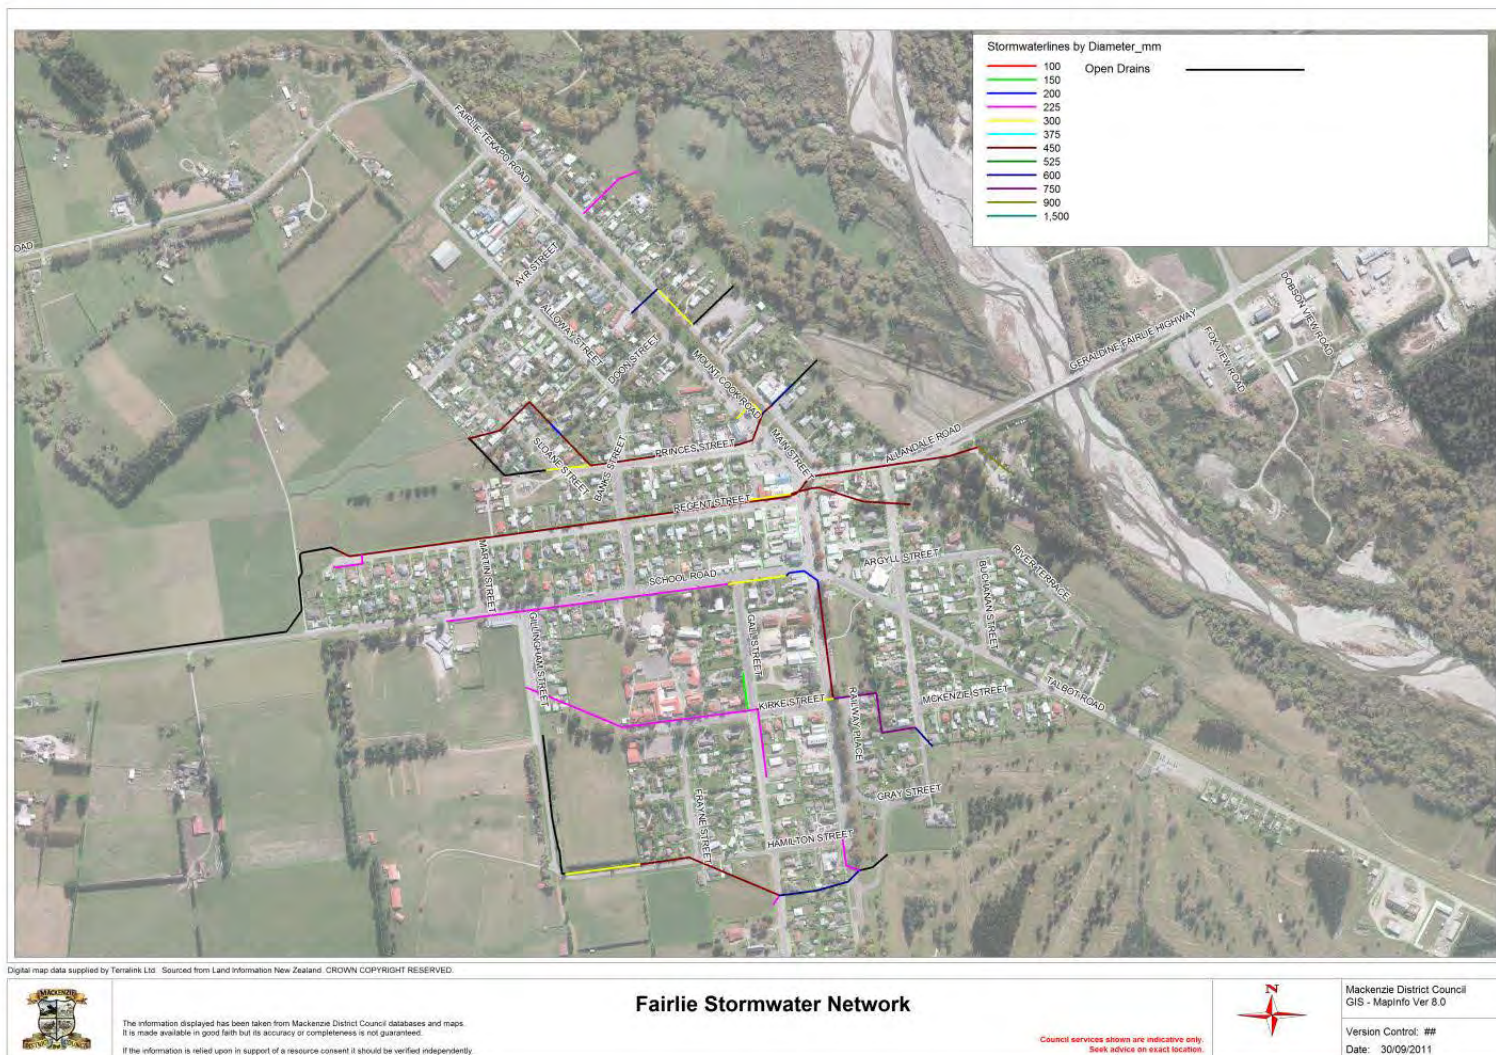 Stormwaterlines by Diameter_mm
100
Open Drains
150
200
225
300
375
450
525
600
750
900
1,500
OAD
FAIRLIE-TEKAPO ROAD
AYR STREET
ALLOWAY STREET
DOON STREET
MOUNT COOK ROAD
GERALDINE-FAIRLIE HIGHWAY
DOBSON VIEW ROAD
FOX VIEW ROAD
SLOANE STREET
BANKS STREET
PRINCES STREET
MAIN STREET
ALLANDALE ROAD
REGENT STREET
MARTIN STREET
SCHOOL ROAD
ARGYLL STREET
RIVER TERRACE
BUCHANAN STREET
GILLINGHAM STREET
GALL STREET
KIRKE STREET
RAILWAY PLACE
MCKENZIE STREET
TALBOT ROAD
FRAYNE STREET
GRAY STREET
HAMILTON STREET
Digital map data supplied by Terralink Ltd. Sourced from Land Information New Zealand. CROWN COPYRIGHT RESERVED.
MACKENZIE
DISTRICT COUNCIL
The information displayed has been taken from Mackenzie District Council databases and maps.
It is made available in good faith but its accuracy or completeness is not guaranteed.
If the information is relied upon in support of a resource consent it should be verified independently.
Fairlie Stormwater Network
Council services shown are indicative only.
Seek advice on exact location.
N
Mackenzie District Council
GIS - MapInfo Ver 8.0
Version Control: ##
Date: 30/09/2011